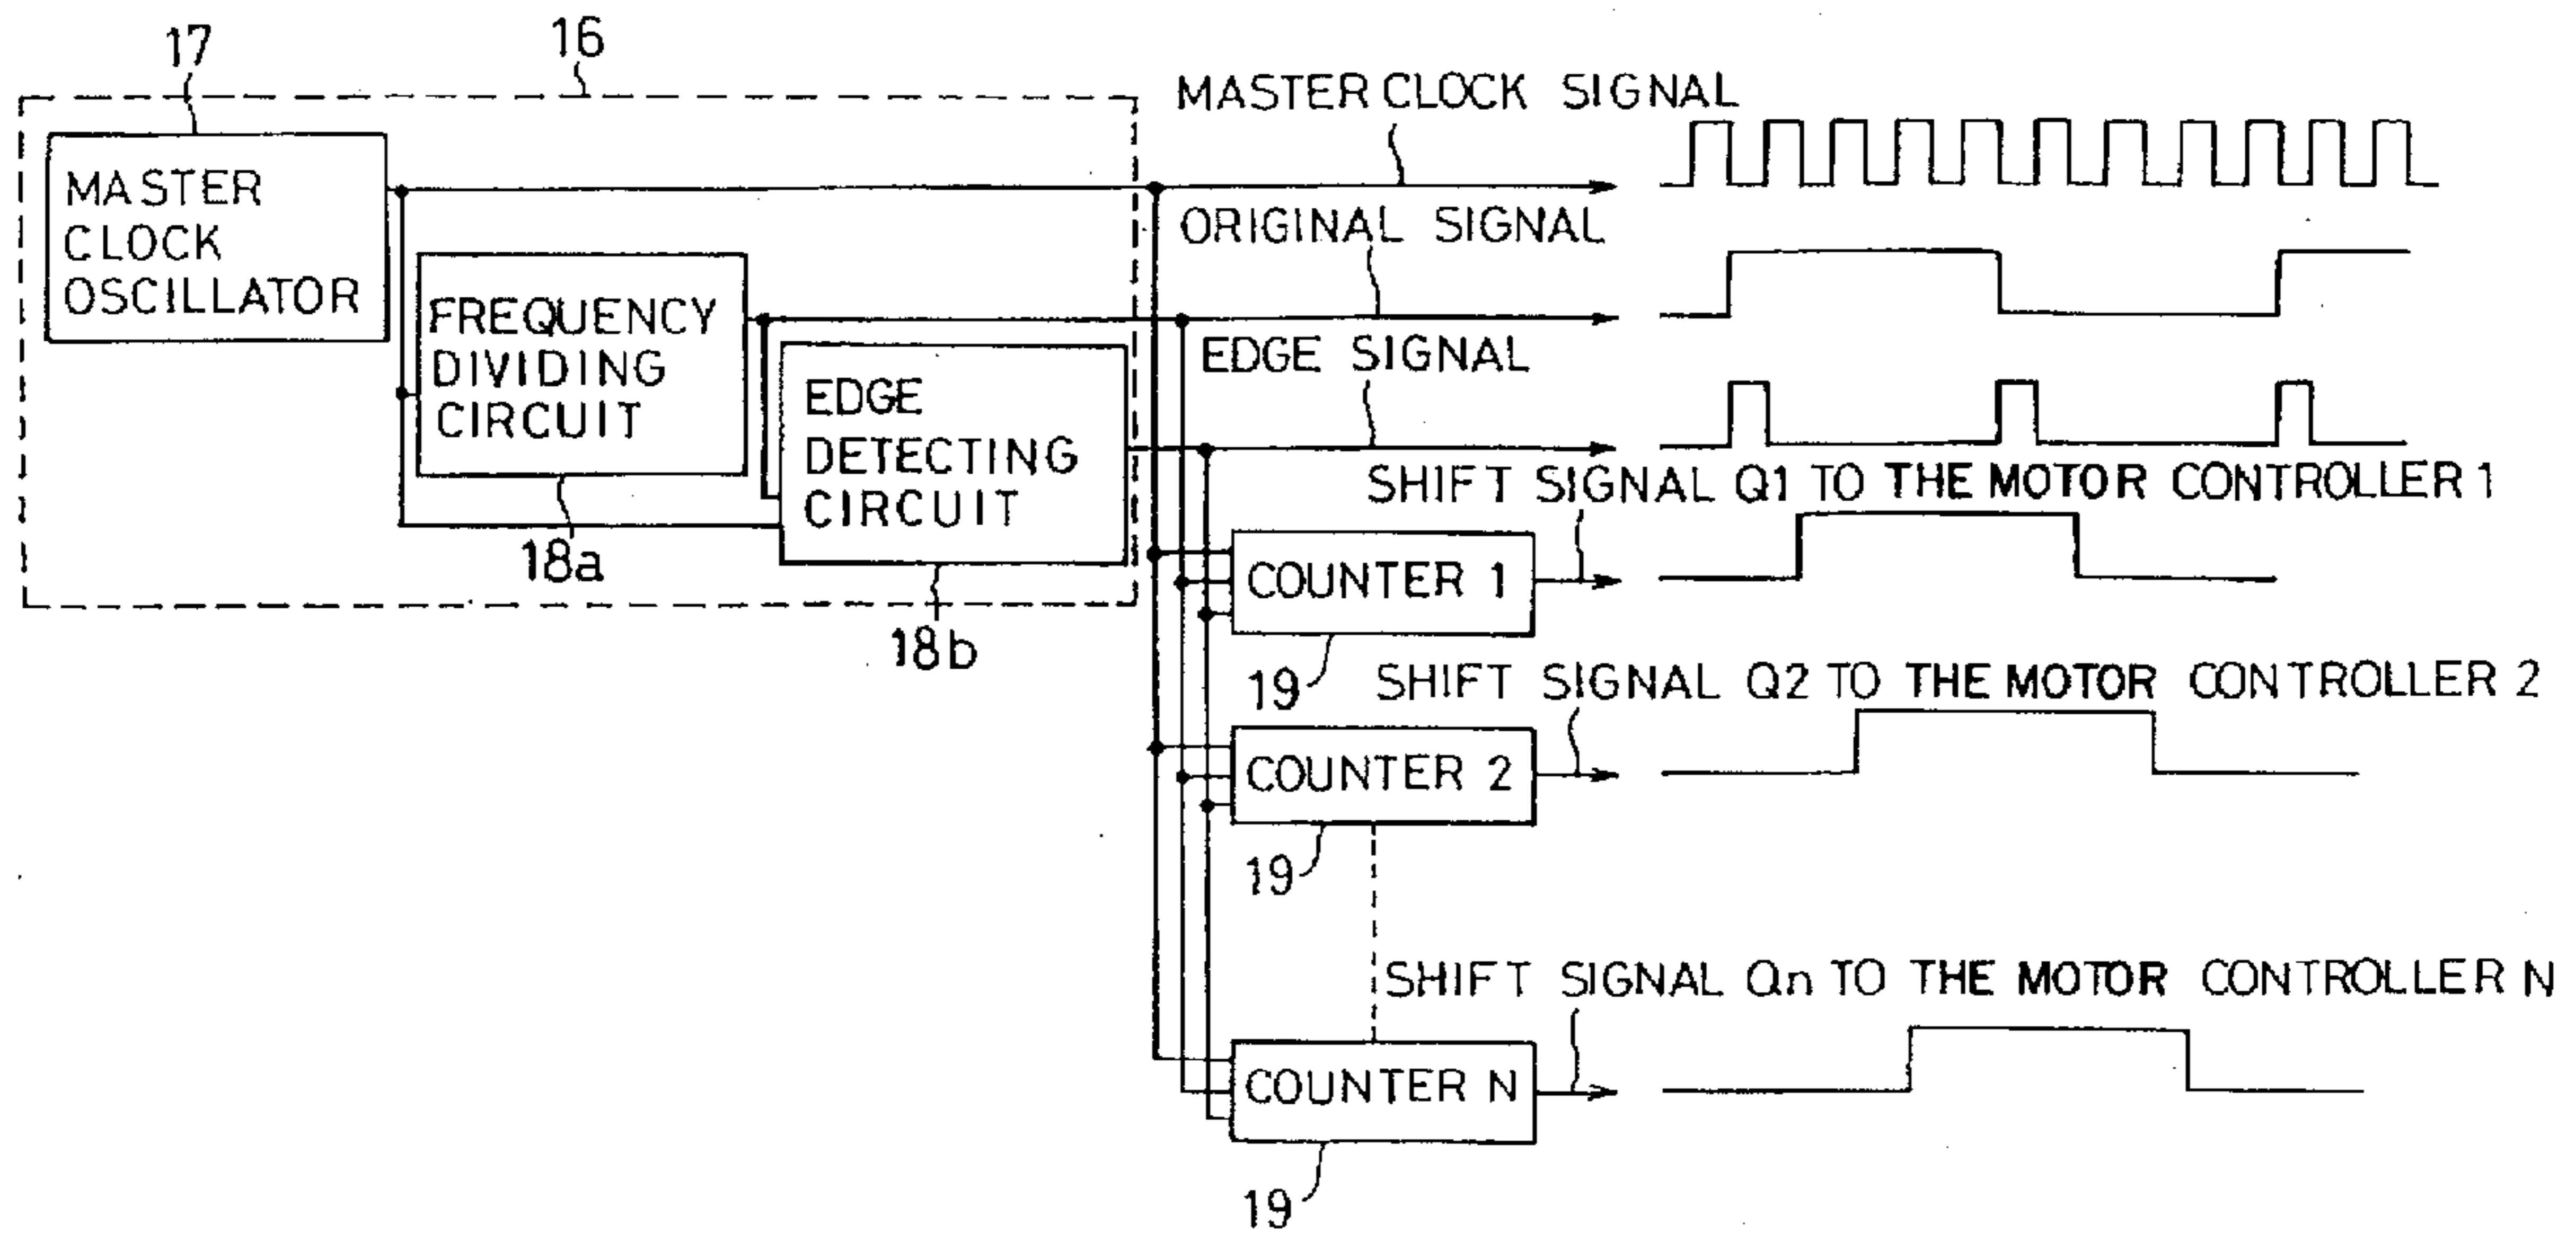 17
16
MASTER CLOCK SIGNAL
MASTER
CLOCK
OSCILLATOR
ORIGINAL SIGNAL
FREQUENCY
DIVIDING
CIRCUIT
EDGE SIGNAL
EDGE
DETECTING
CIRCUIT
SHIFT SIGNAL Q1 TO THE MOTOR CONTROLLER 1
18a
COUNTER 1
18b
19
SHIFT SIGNAL Q2 TO THE MOTOR CONTROLLER 2
COUNTER 2
19
SHIFT SIGNAL Qn TO THE MOTOR CONTROLLER N
COUNTER N
19